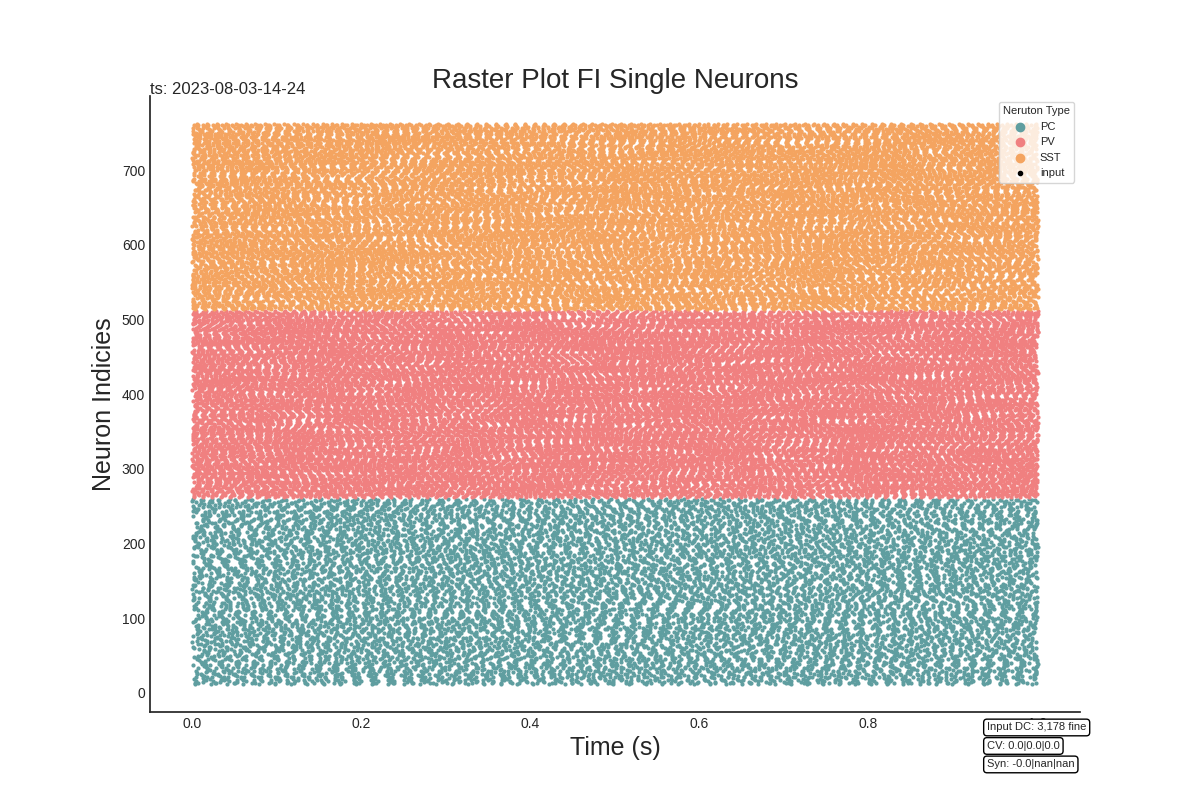 Raster Plot FI Single Neurons
ts: 2023-08-03-14-24
Neruton Type
PC
PV
SST
input
700
600
500
400
300
200
100
0
Neuron Indicies
0.0
0.2
0.4
0.6
0.8
Time (s)
Input DC: 3,178 fine
CV: 0.0|0.0|0.0
Syn: -0.0|nan|nan